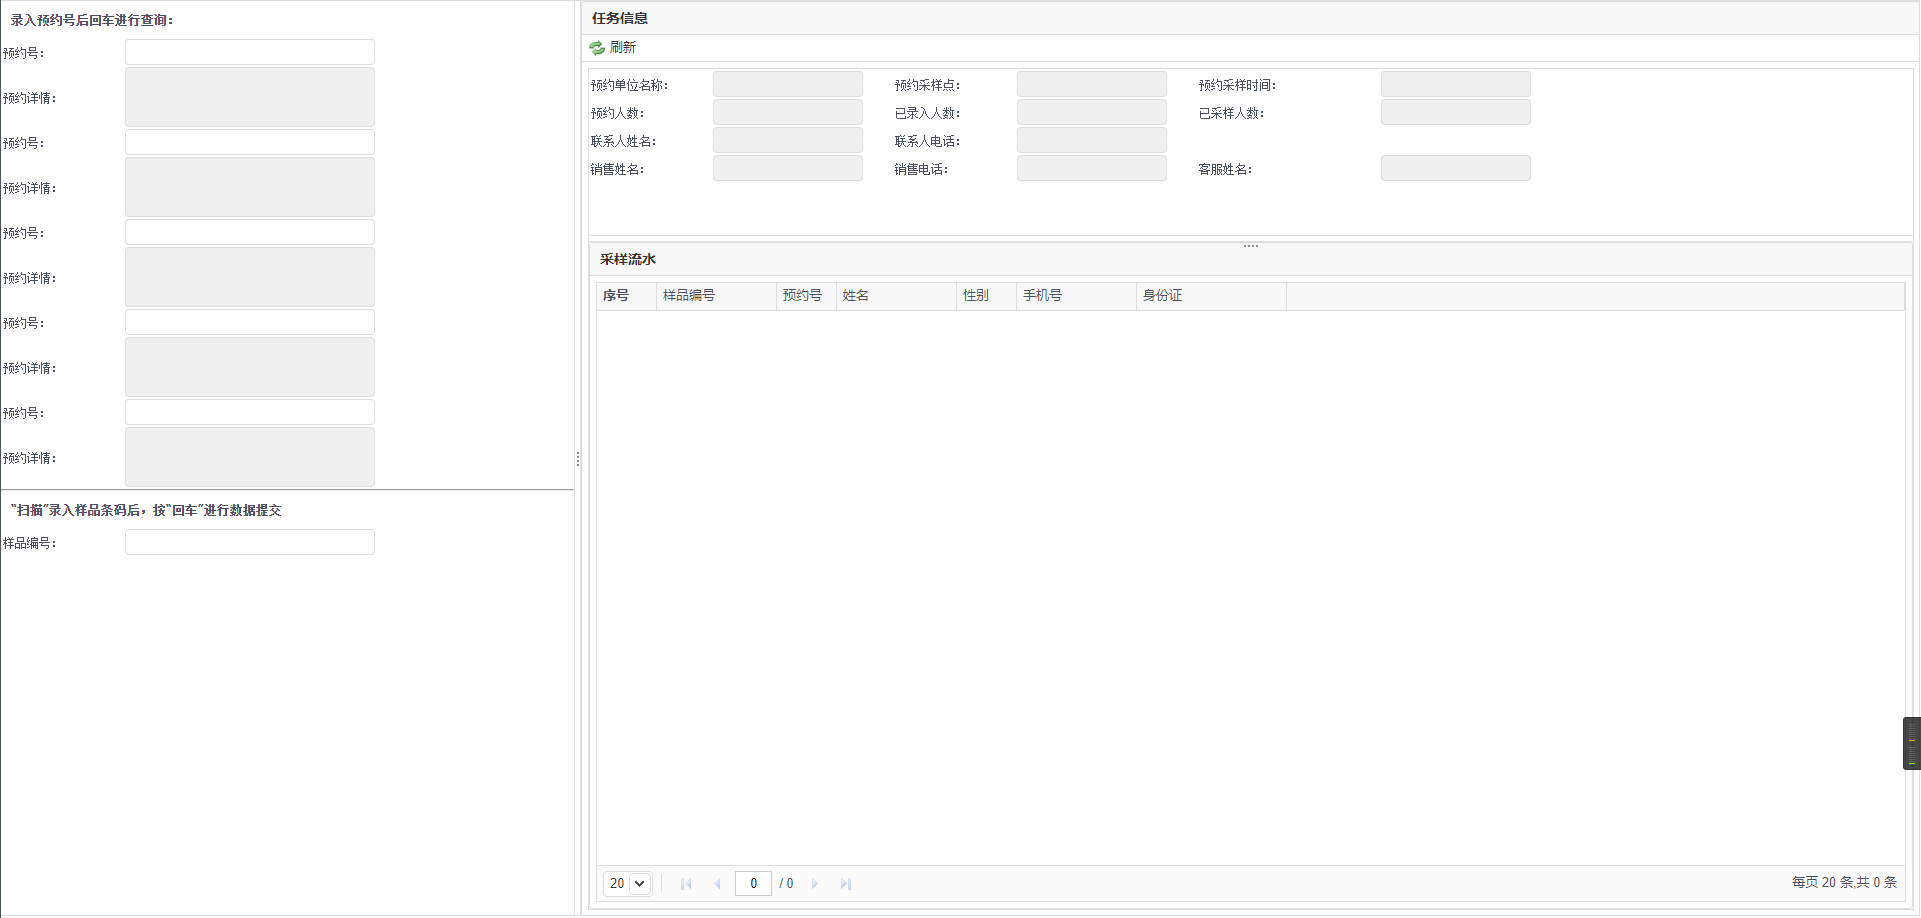 录入预约号后回车进行查询：
预约号：
预约详情：
预约号：
预约详情：
预约号：
预约详情：
预约号：
预约详情：
预约号：
预约详情：
“扫描”录入样品条码后，按“回车”进行数据提交
样品编号：
任务信息
刷新
预约单位名称： 预约采样点： 预约采样时间：
预约人数： 已录入人数： 已采样人数：
联系人姓名： 联系人电话：
销售姓名： 销售电话： 客服姓名：
采样流水
序号 样品编号 预约号 姓名 性别 手机号 身份证
20 0 / 0 每页 20 条,共 0 条